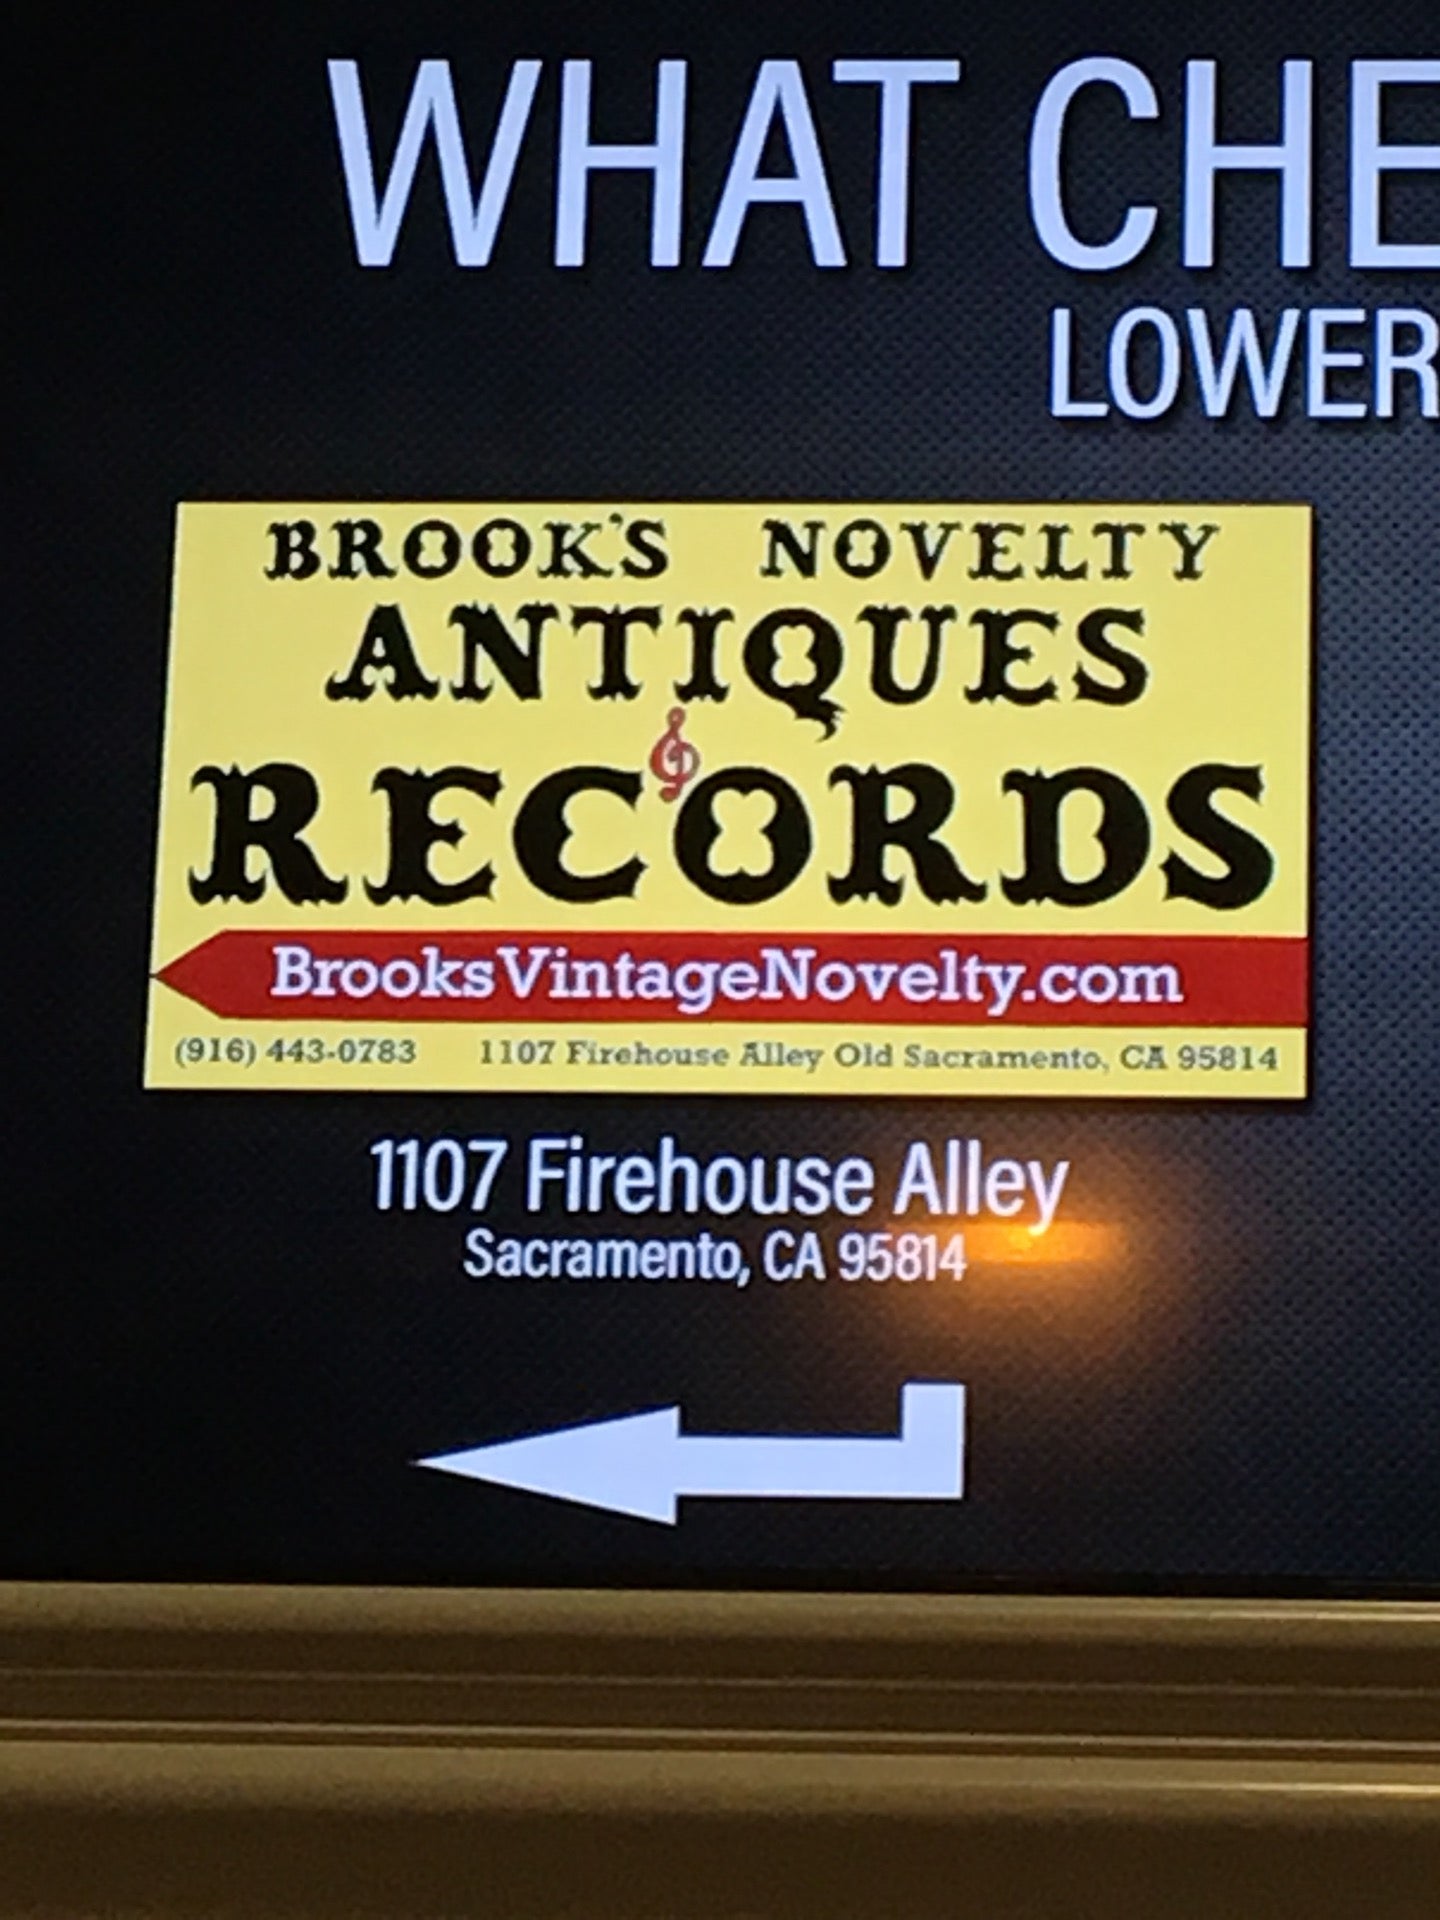 WHAT CHE
LOWER
BROOK'S NOVELTY
ANTIQUES
RECORDS
BrooksVintageNovelty.com
(916) 443-0783 1107 Firehouse Alley Old Sacramento, CA 95814
1107 Firehouse Alley
Sacramento, CA 95814